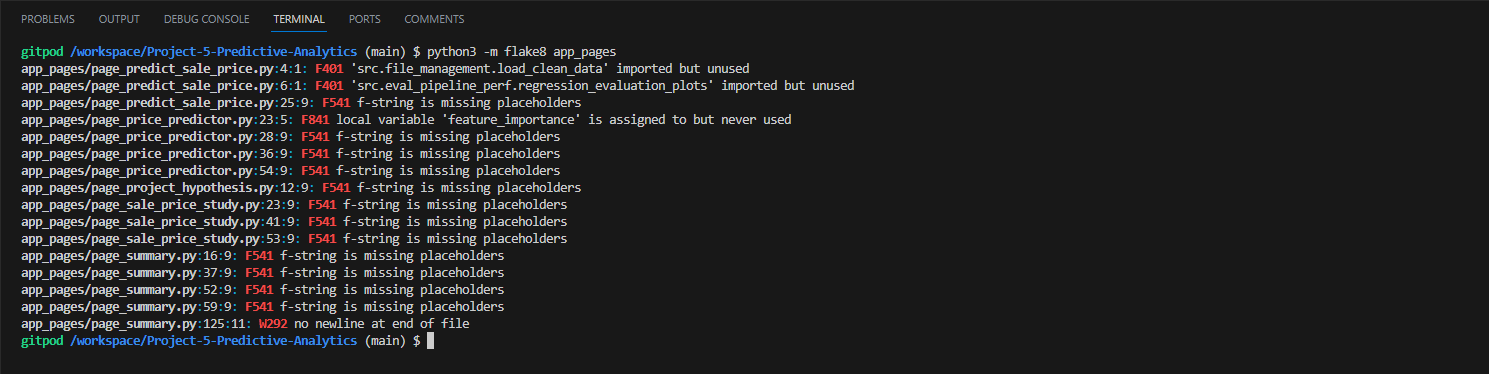 PROBLEMS OUTPUT DEBUG CONSOLE TERMINAL PORTS COMMENTS
gitpod /workspace/Project-5-Predictive-Analytics (main) $ python3 -m flake8 app_pages
app_pages/page_predict_sale_price.py:4:1: F401 'src.file_management.load_clean_data' imported but unused
app_pages/page_predict_sale_price.py:6:1: F401 'src.eval_pipeline_perf.regression_evaluation_plots' imported but unused
app_pages/page_predict_sale_price.py:25:9: F541 f-string is missing placeholders
app_pages/page_price_predictor.py:23:5: F841 local variable 'feature_importance' is assigned to but never used
app_pages/page_price_predictor.py:28:9: F541 f-string is missing placeholders
app_pages/page_price_predictor.py:36:9: F541 f-string is missing placeholders
app_pages/page_price_predictor.py:54:9: F541 f-string is missing placeholders
app_pages/page_project_hypothesis.py:12:9: F541 f-string is missing placeholders
app_pages/page_sale_price_study.py:23:9: F541 f-string is missing placeholders
app_pages/page_sale_price_study.py:41:9: F541 f-string is missing placeholders
app_pages/page_sale_price_study.py:53:9: F541 f-string is missing placeholders
app_pages/page_summary.py:16:9: F541 f-string is missing placeholders
app_pages/page_summary.py:37:9: F541 f-string is missing placeholders
app_pages/page_summary.py:52:9: F541 f-string is missing placeholders
app_pages/page_summary.py:59:9: F541 f-string is missing placeholders
app_pages/page_summary.py:125:11: W292 no newline at end of file
gitpod /workspace/Project-5-Predictive-Analytics (main) $